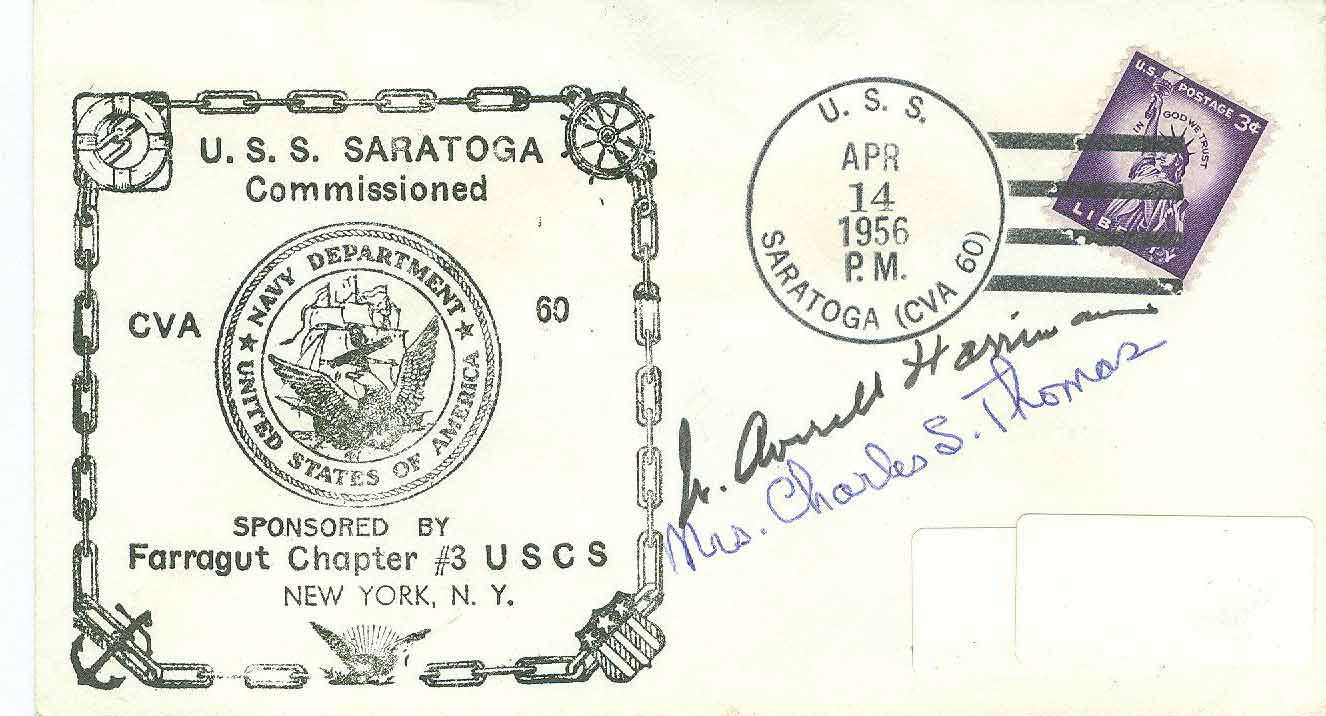 U. S. S. SARATOGA
Commissioned
CVA
60
★ NAVY DEPARTMENT ★
UNITED STATES OF AMERICA
SPONSORED BY
Farragut Chapter #3 USCS
NEW YORK, N. Y.
U. S. S.
APR
14
1956
P.M.
SARATOGA (CVA 60)
U.S. POSTAGE 3¢
IN GOD WE TRUST
LIBERTY
W. Averell Harriman
Mrs. Charles S. Thomas